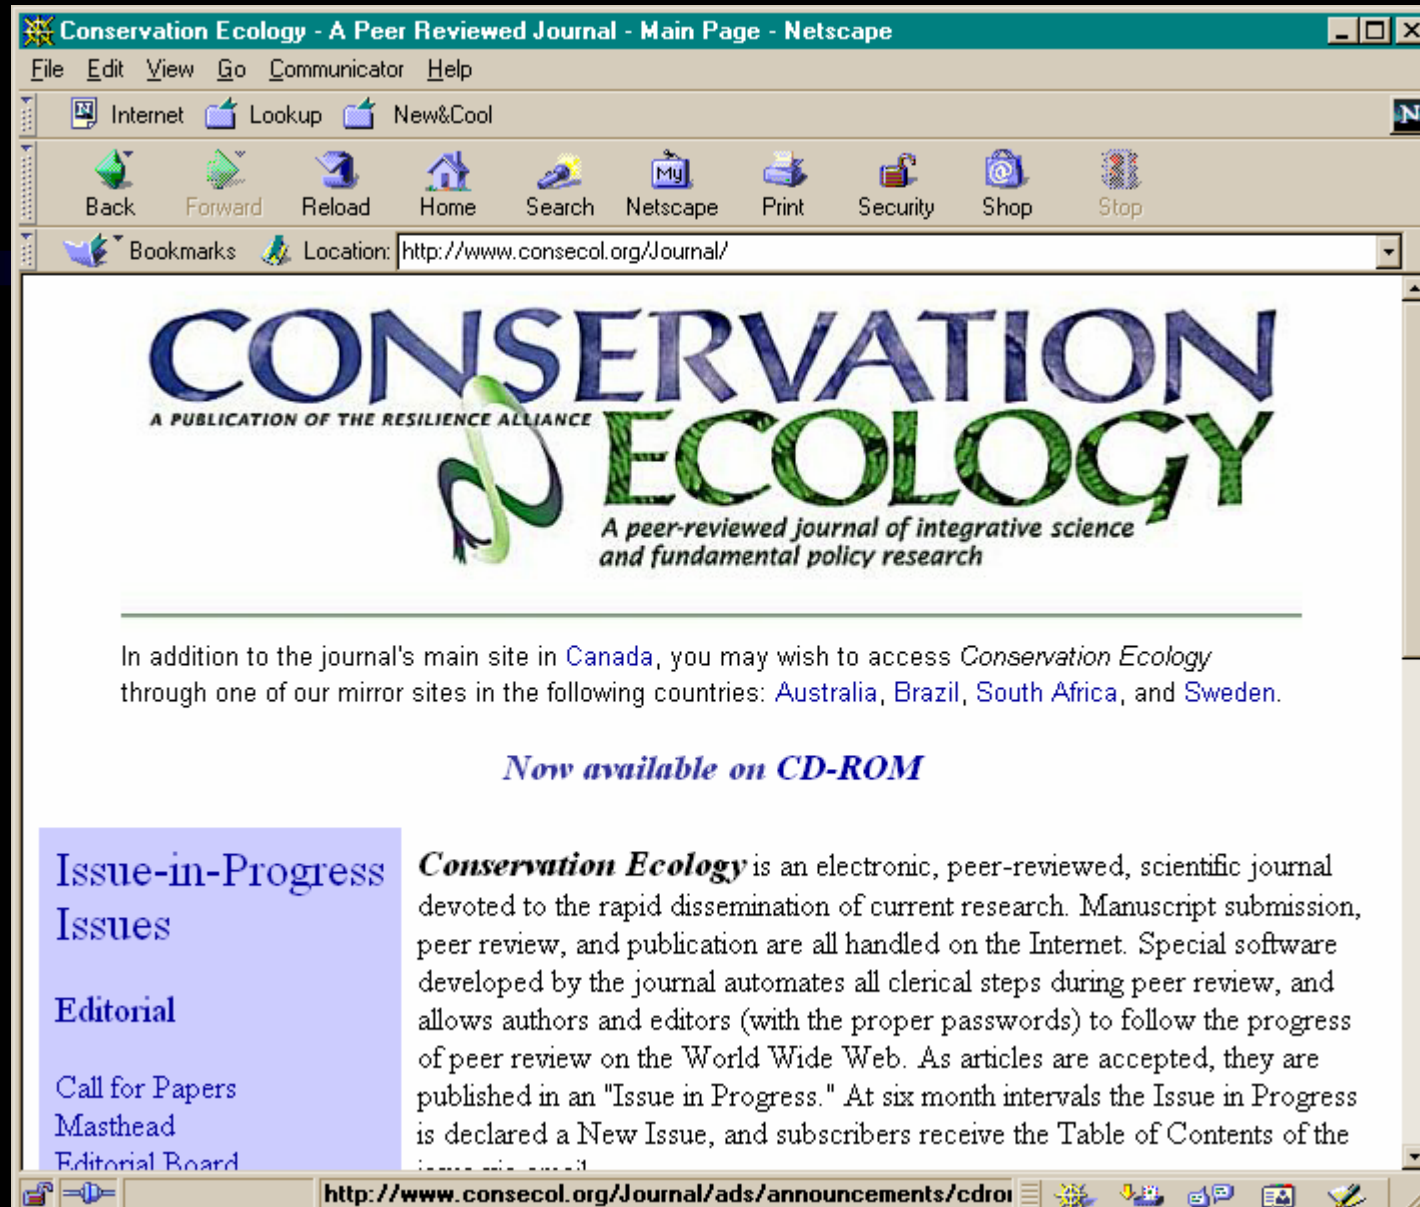 Conservation Ecology - A Peer Reviewed Journal - Main Page - Netscape
File Edit View Go Communicator Help
Internet Lookup New&Cool
N
My
Back Forward Reload Home Search Netscape Print Security Shop Stop
Bookmarks Location: http://www.consecol.org/Journal/
CONSERVATION
A PUBLICATION OF THE RESILIENCE ALLIANCE
ECOLOGY
A peer-reviewed journal of integrative science
and fundamental policy research
In addition to the journal's main site in Canada, you may wish to access Conservation Ecology
through one of our mirror sites in the following countries: Australia, Brazil, South Africa, and Sweden.
Now available on CD-ROM
Issue-in-Progress
Issues
Editorial
Call for Papers
Masthead
Editorial Board
Conservation Ecology is an electronic, peer-reviewed, scientific journal
devoted to the rapid dissemination of current research. Manuscript submission,
peer review, and publication are all handled on the Internet. Special software
developed by the journal automates all clerical steps during peer review, and
allows authors and editors (with the proper passwords) to follow the progress
of peer review on the World Wide Web. As articles are accepted, they are
published in an "Issue in Progress." At six month intervals the Issue in Progress
is declared a New Issue, and subscribers receive the Table of Contents of the
http://www.consecol.org/Journal/ads/announcements/cdro